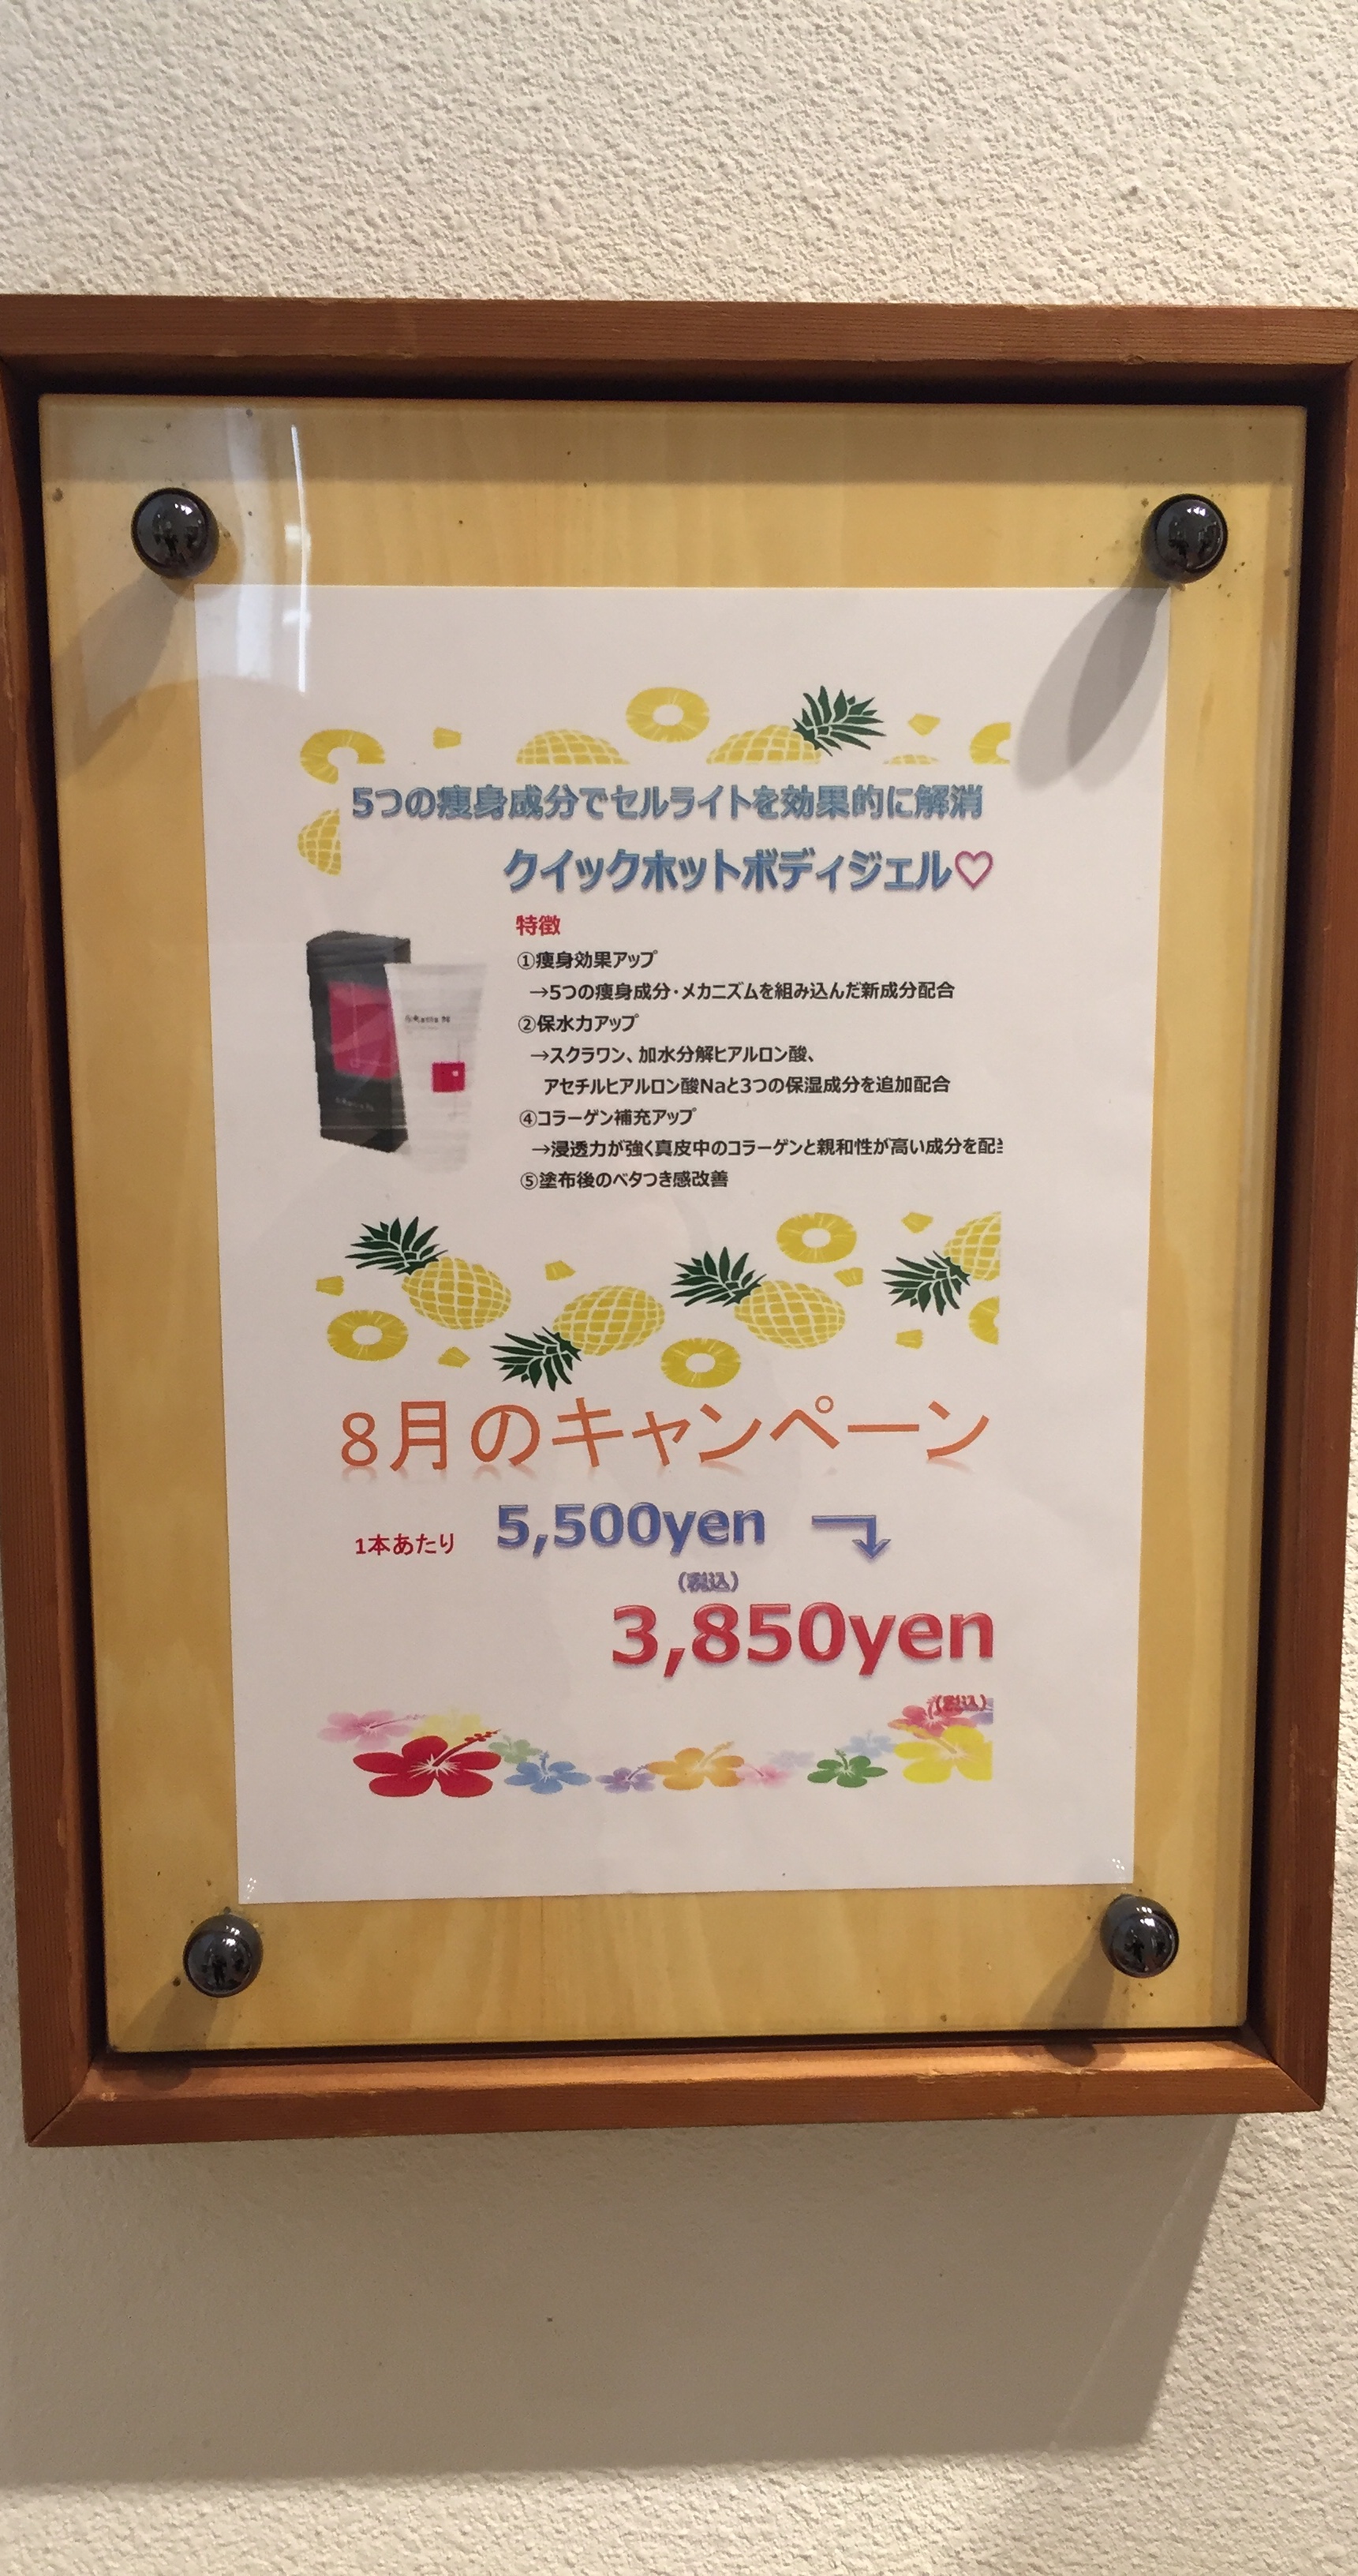 5つの痩身成分でセルライトを効果的に解消
クイックホットボディジェル♡
特徴
①痩身効果アップ
→5つの痩身成分・メカニズムを組み込んだ新成分配合
②保水力アップ
→スクラワン、加水分解ヒアルロン酸、
アセチルヒアルロン酸Naと3つの保湿成分を追加配合
④コラーゲン補充アップ
→浸透力が強く真皮中のコラーゲンと親和性が高い成分を配
⑤塗布後のベタつき感改善
8月のキャンペーン
1本あたり 5,500yen
(税込)
3,850yen
(税込)